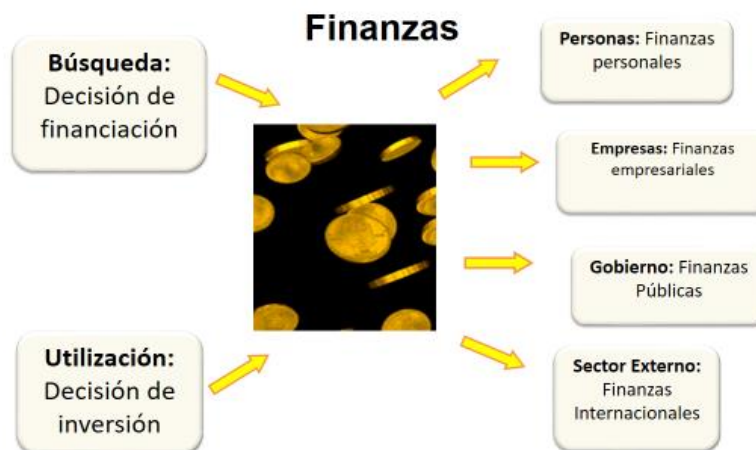 Finanzas
Búsqueda:
Decisión de
financiación
Utilización:
Decisión de
inversión
Personas: Finanzas
personales
Empresas: Finanzas
empresariales
Gobierno: Finanzas
Públicas
Sector Externo:
Finanzas
Internacionales